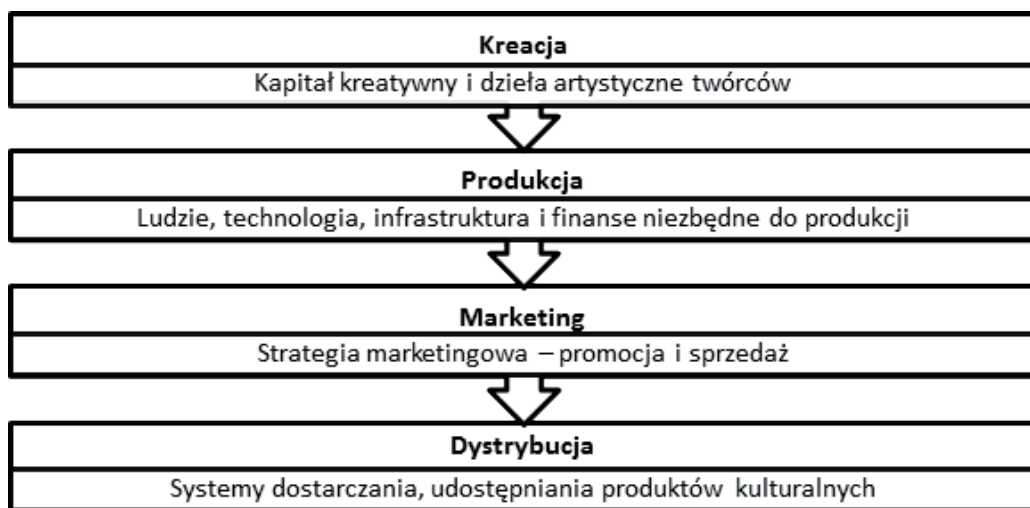 Kreacja
Kapitał kreatywny i dzieła artystyczne twórców
Produkcja
Ludzie, technologia, infrastruktura i finanse niezbędne do produkcji
Marketing
Strategia marketingowa – promocja i sprzedaż
Dystrybucja
Systemy dostarczania, udostępniania produktów kulturalnych